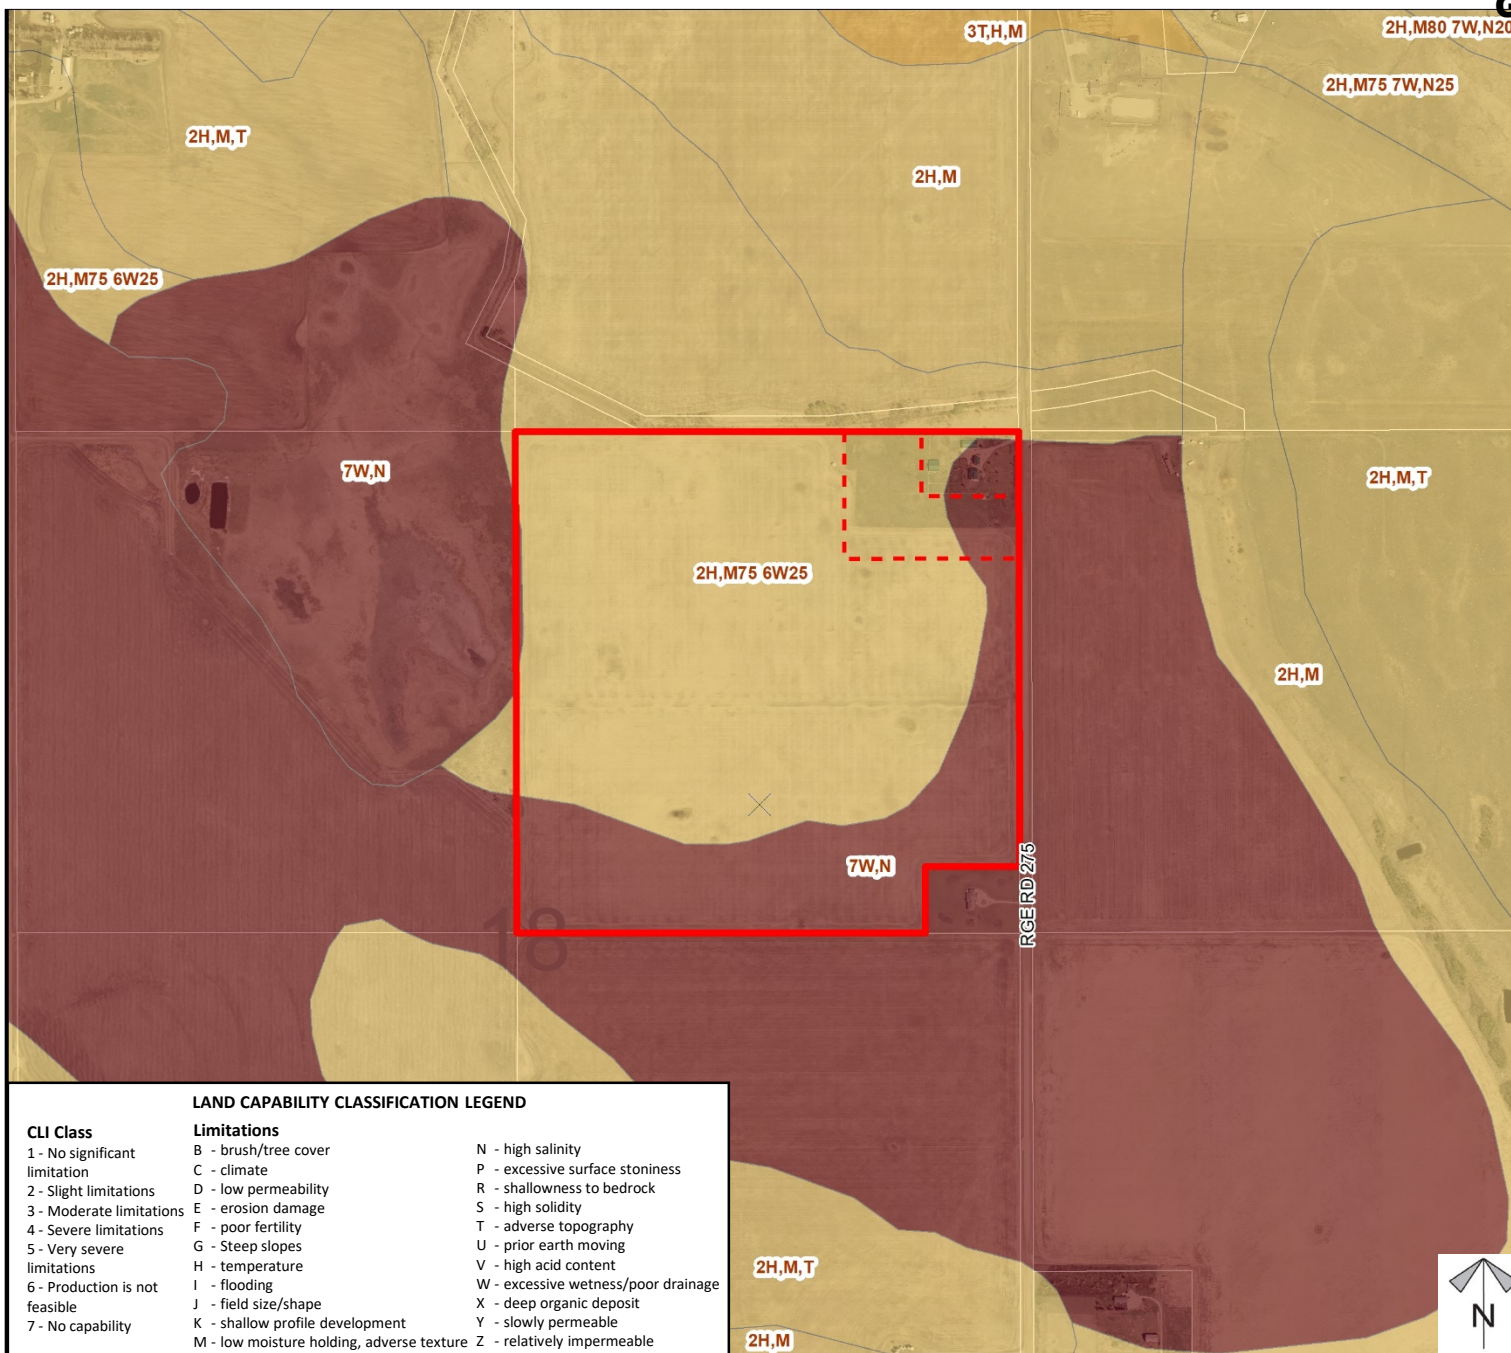 3T,H,M
2H,M80 7W,N20
2H,M75 7W,N25
2H,M,T
2H,M
2H,M75 6W25
7W,N
2H,M,T
2H,M75 6W25
2H,M
7W,N
RGE RD 275
18
LAND CAPABILITY CLASSIFICATION LEGEND
CLI Class
1 - No significant
limitation
2 - Slight limitations
3 - Moderate limitations
4 - Severe limitations
5 - Very severe
limitations
6 - Production is not
feasible
7 - No capability
Limitations
B - brush/tree cover
C - climate
D - low permeability
E - erosion damage
F - poor fertility
G - Steep slopes
H - temperature
I - flooding
J - field size/shape
K - shallow profile development
M - low moisture holding, adverse texture
N - high salinity
P - excessive surface stoniness
R - shallowness to bedrock
S - high solidity
T - adverse topography
U - prior earth moving
V - high acid content
W - excessive wetness/poor drainage
X - deep organic deposit
Y - slowly permeable
Z - relatively impermeable
2H,M,T
2H,M
N